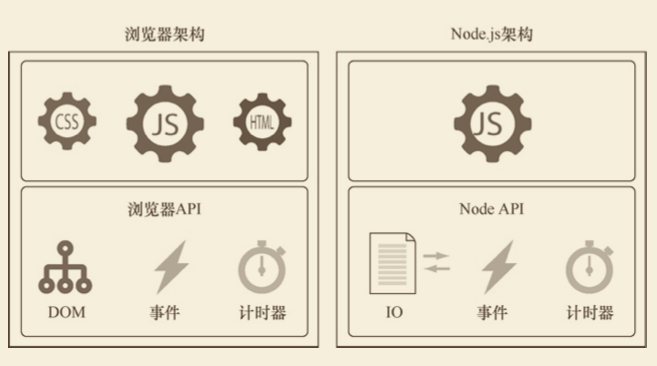 浏览器架构
Node.js架构
CSS
JS
HTML
JS
浏览器API
Node API
DOM
事件
计时器
IO
事件
计时器